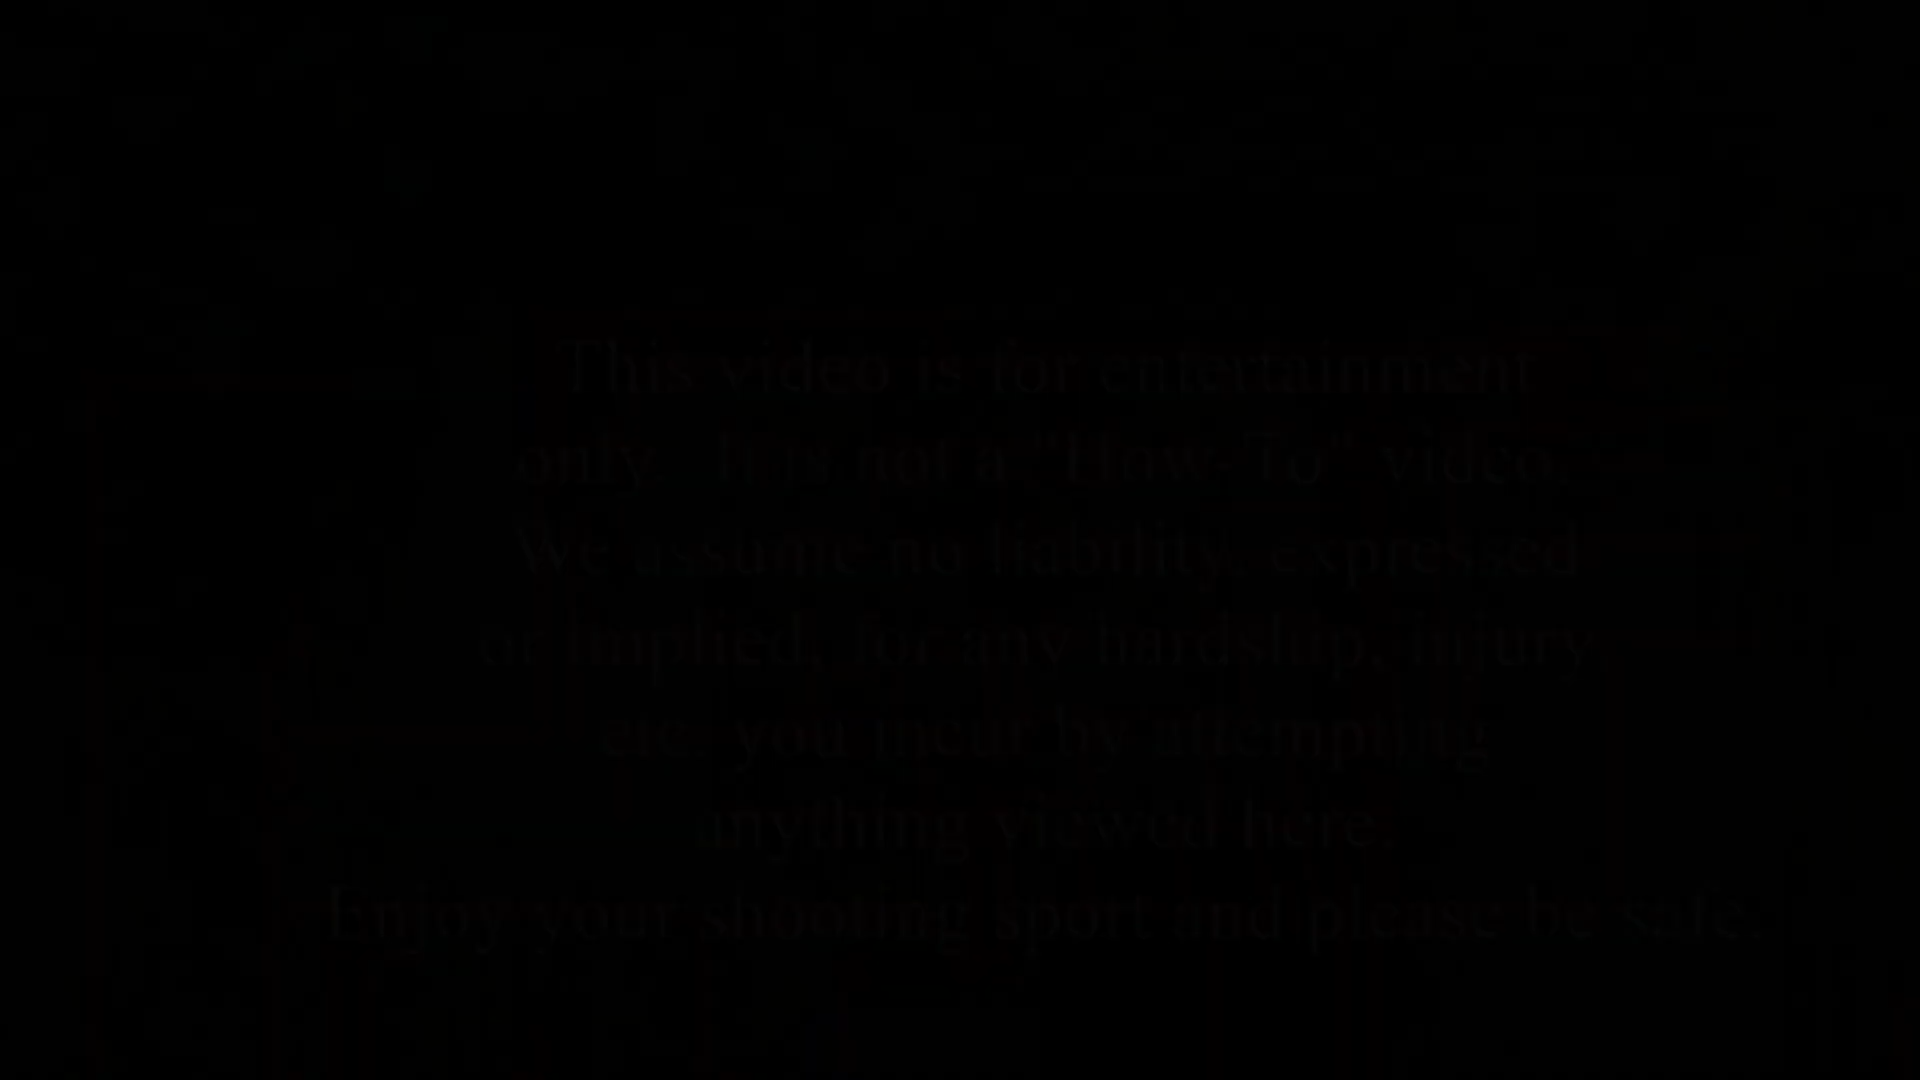 This video is for entertainment
only. It is not a "How-To" video.
We assume no liability, expressed
or implied, for any hardship, injury
etc. you incur by attempting
anything viewed here.
Enjoy your shooting sport and please be safe.